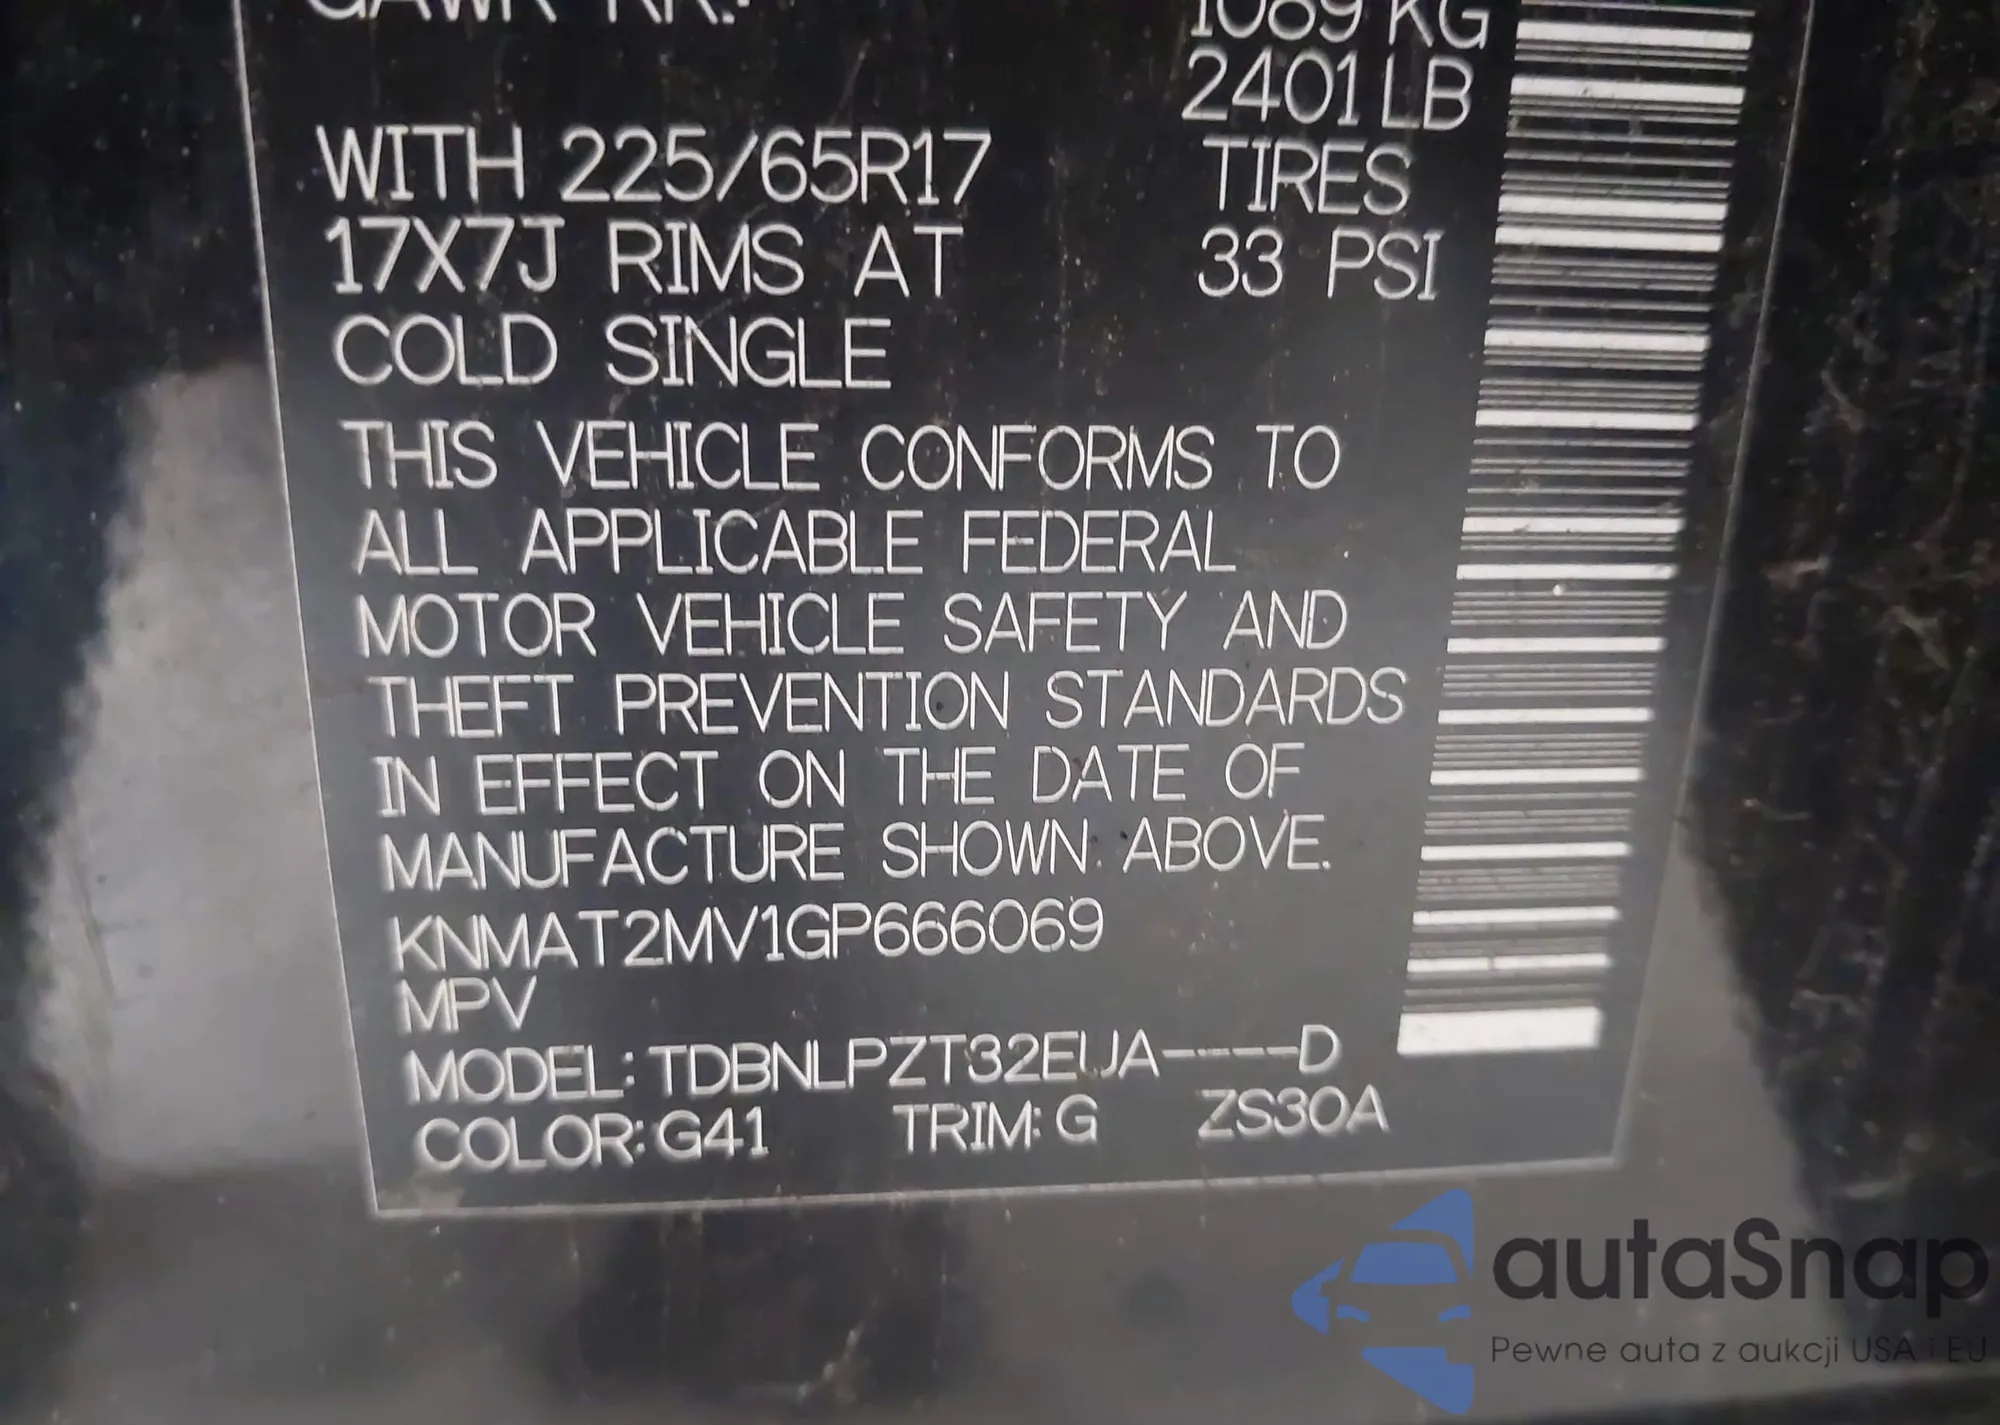 GAWR RR: 1089 KG
2401 LB
WITH 225/65R17 TIRES
17X7J RIMS AT 33 PSI
COLD SINGLE
THIS VEHICLE CONFORMS TO
ALL APPLICABLE FEDERAL
MOTOR VEHICLE SAFETY AND
THEFT PREVENTION STANDARDS
IN EFFECT ON THE DATE OF
MANUFACTURE SHOWN ABOVE.
KNMAT2MV1GP666069
MPV
MODEL: TDBNLPZT32EUA----D
COLOR: G41 TRIM: G ZS30A
autaSnap
Pewne auta z aukcji USA i EU